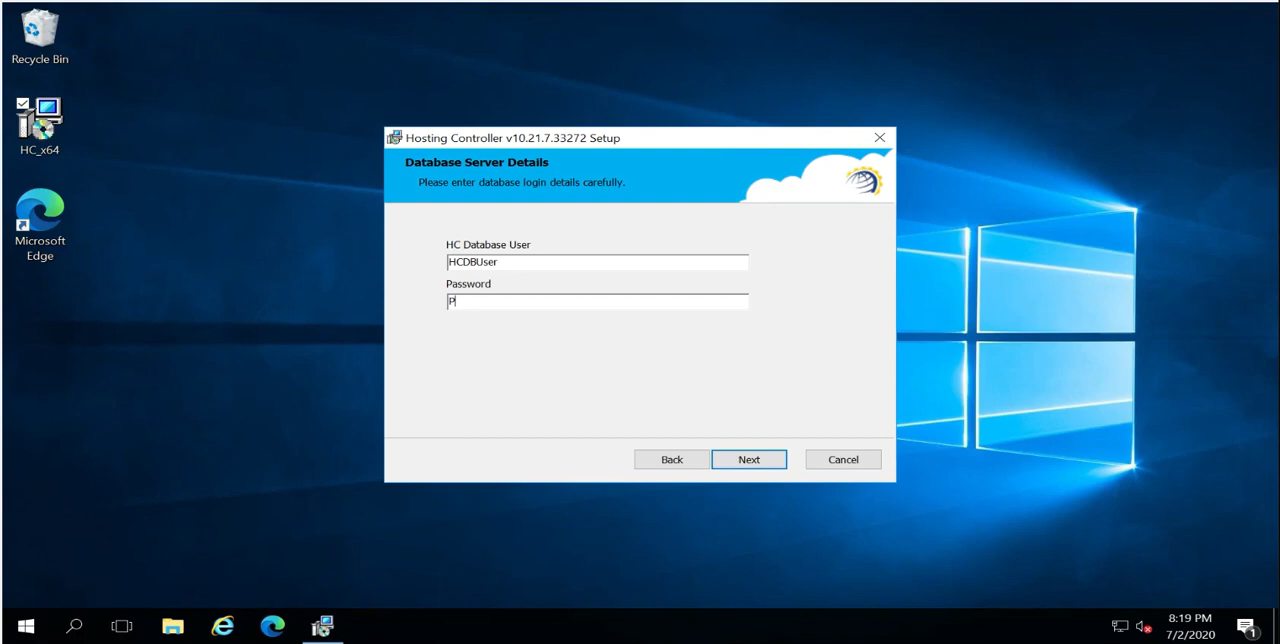 Recycle Bin
HC_x64
Microsoft
Edge
Hosting Controller v10.21.7.33272 Setup
Database Server Details
Please enter database login details carefully.
HC Database User
HCDBUser
Password
P
Back
Next
Cancel
8:19 PM
7/2/2020
1